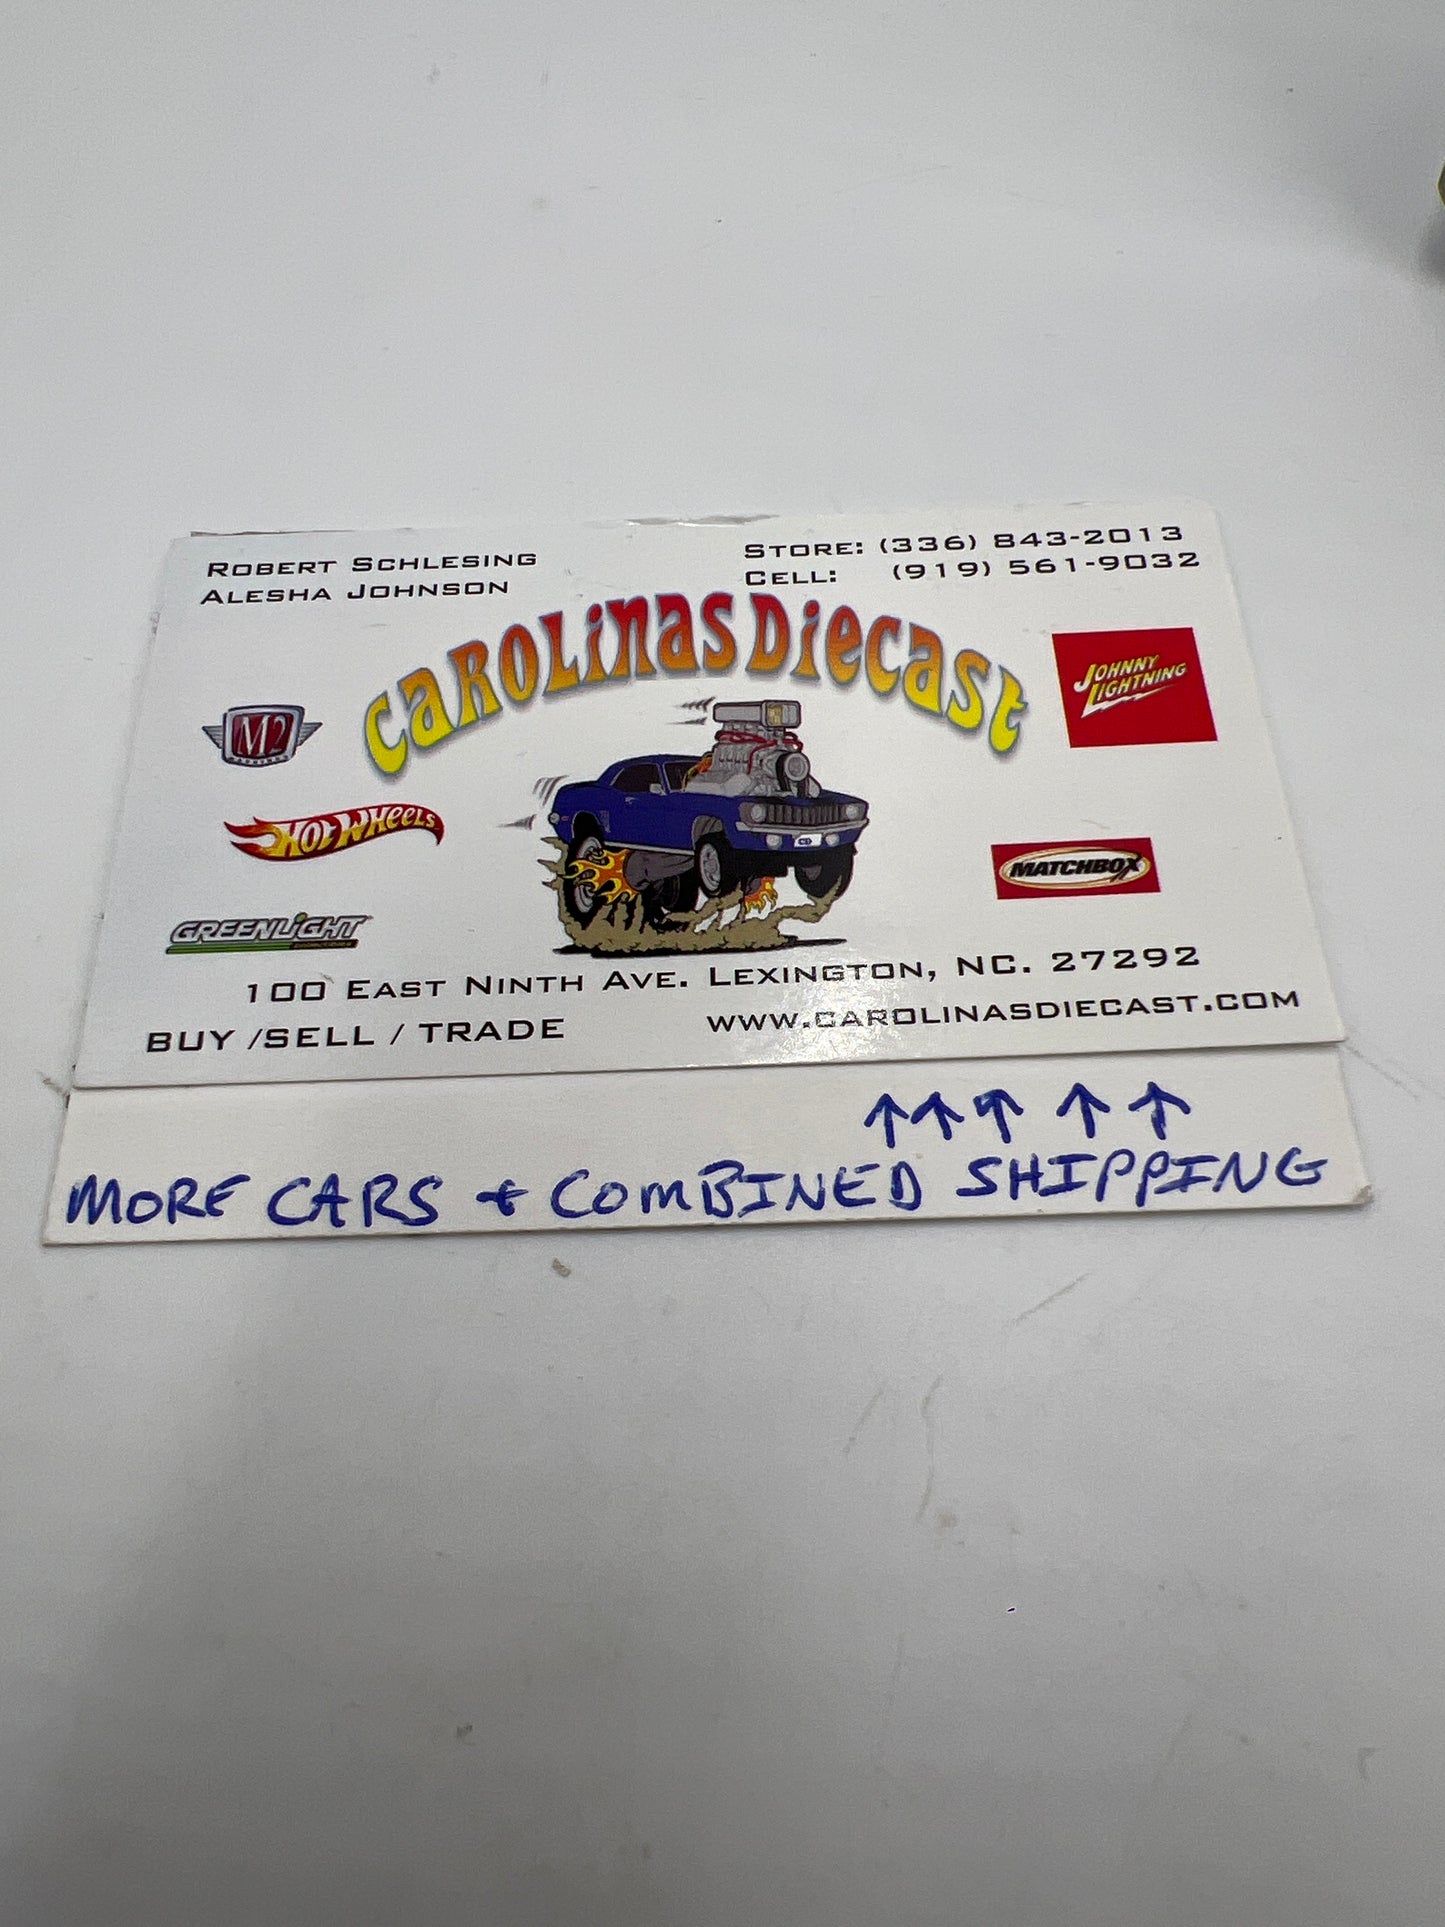 ROBERT SCHLESING
ALESHA JOHNSON
STORE: (336) 843-2013
CELL: (919) 561-9032
CAROLiNAS DiECAST
M2
HOT WHEELS
GREENLiGHT
JOHNNY
LIGHTNING
MATCHBOX
100 EAST NINTH AVE. LEXINGTON, NC. 27292
BUY /SELL / TRADE
WWW.CAROLINASDIECAST.COM
↑ ↑ ↑ ↑ ↑
MORE CARS + COMBINED SHIPPING